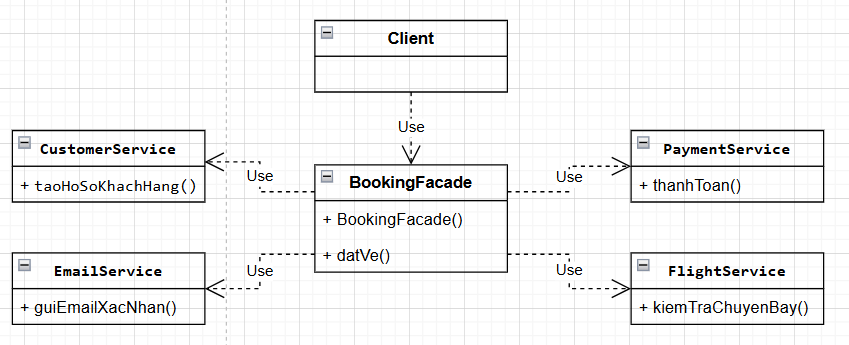 Client
Use
CustomerService
+ taoHoSoKhachHang()
Use
BookingFacade
+ BookingFacade()
+ datVe()
Use
PaymentService
+ thanhToan()
EmailService
+ guiEmailXacNhan()
Use
Use
FlightService
+ kiemTraChuyenBay()